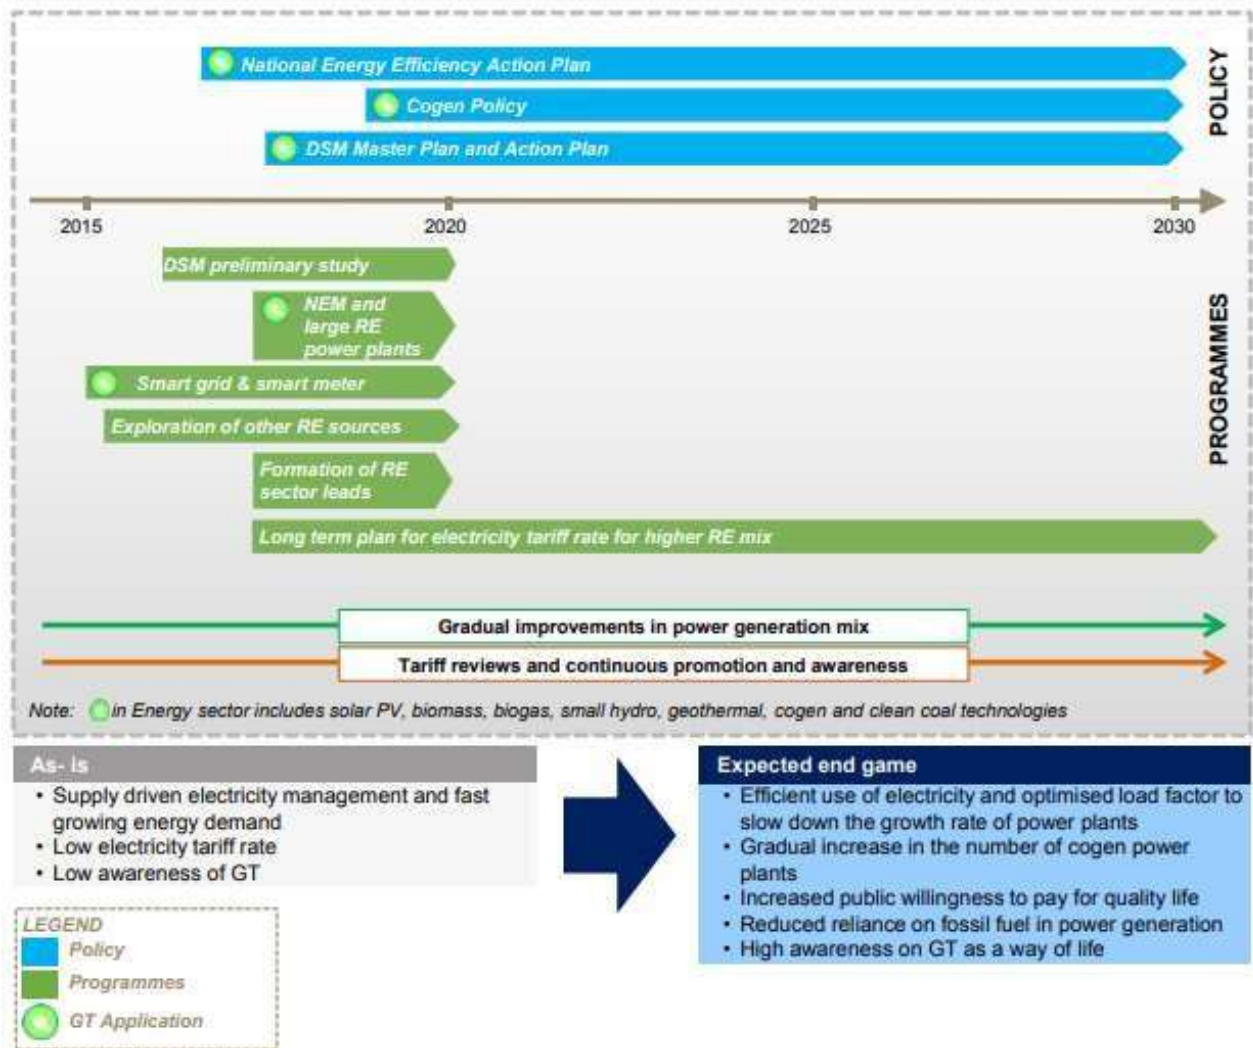 National Energy Efficiency Action Plan
Cogen Policy
DSM Master Plan and Action Plan
POLICY
2015
2020
2025
2030
DSM preliminary study
NEM and
large RE
power plants
Smart grid & smart meter
Exploration of other RE sources
Formation of RE
sector leads
Long term plan for electricity tariff rate for higher RE mix
PROGRAMMES
Gradual improvements in power generation mix
Tariff reviews and continuous promotion and awareness
Note: in Energy sector includes solar PV, biomass, biogas, small hydro, geothermal, cogen and clean coal technologies
As- is
• Supply driven electricity management and fast
growing energy demand
• Low electricity tariff rate
• Low awareness of GT
Expected end game
• Efficient use of electricity and optimised load factor to
slow down the growth rate of power plants
• Gradual increase in the number of cogen power
plants
• Increased public willingness to pay for quality life
• Reduced reliance on fossil fuel in power generation
• High awareness on GT as a way of life
LEGEND
Policy
Programmes
GT Application